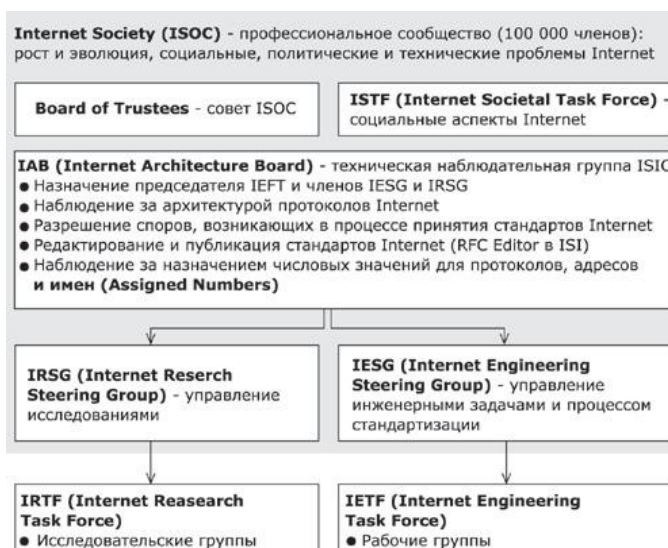 Internet Society (ISOC) - профессиональное сообщество (100 000 членов):
рост и эволюция, социальные, политические и технические проблемы Internet
Board of Trustees - совет ISOC
ISTF (Internet Societal Task Force) -
социальные аспекты Internet
IAB (Internet Architecture Board) - техническая наблюдательная группа ISIC
● Назначение председателя IEFT и членов IESG и IRSG
● Наблюдение за архитектурой протоколов Internet
● Разрешение споров, возникающих в процессе принятия стандартов Internet
● Редактирование и публикация стандартов Internet (RFC Editor в ISI)
● Наблюдение за назначением числовых значений для протоколов, адресов
и имен (Assigned Numbers)
IRSG (Internet Reserch
Steering Group) - управление
исследованиями
IESG (Internet Engineering
Steering Group) - управление
инженерными задачами и процессом
стандартизации
IRTF (Internet Reasearch
Task Force)
● Исследовательские группы
IETF (Internet Engineering
Task Force)
● Рабочие группы